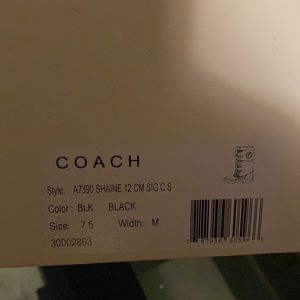 COACH
Style: A7390 SHAINE 12 CM SIG C S
Color: BLK BLACK
Size: 7.5 Width: M
30002863